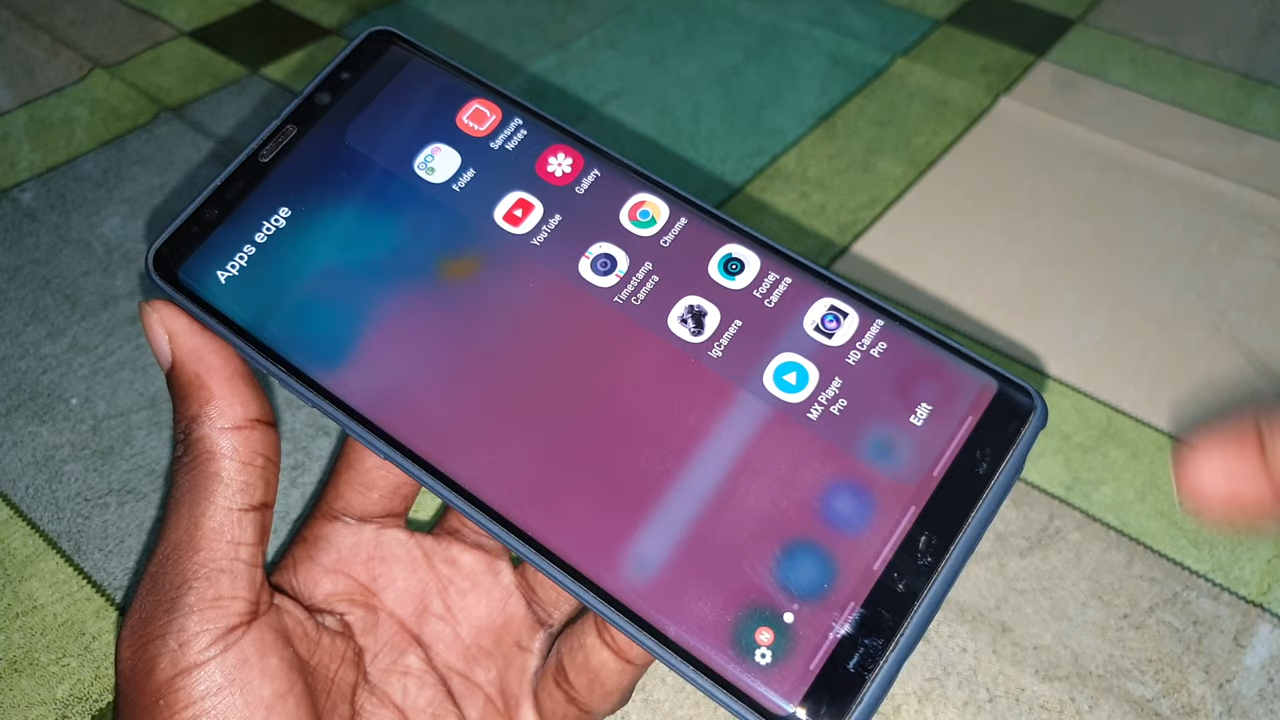 Apps edge
Folder
Samsung
Notes
YouTube
Gallery
Timestamp
Camera
Chrome
IgCamera
Footej
Camera
MX Player
Pro
HD Camera
Pro
Edit
N